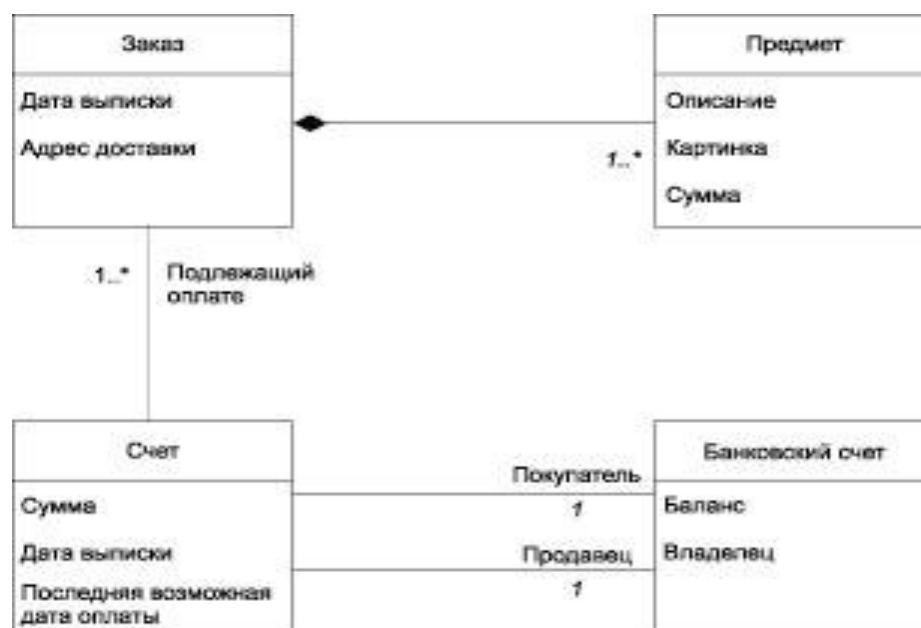 Заказ
Дата выписки
Адрес доставки
Предмет
Описание
Картинка
Сумма
1..*
1..*
Подлежащий
оплате
Счет
Сумма
Дата выписки
Последняя возможная
дата оплаты
Покупатель
1
Продавец
1
Банковский счет
Баланс
Владелец